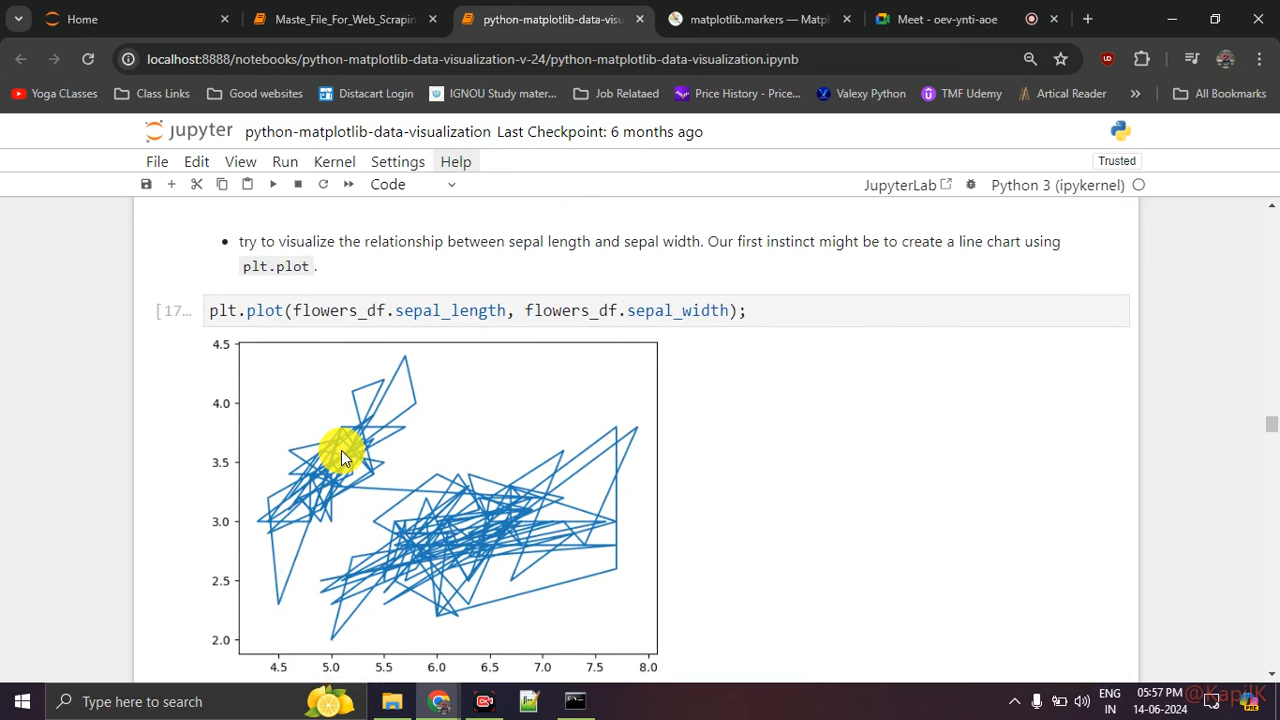 Home
Maste_File_For_Web_Scrapin
python-matplotlib-data-visu
matplotlib.markers — Matpl
Meet - oev-ynti-aoe
localhost:8888/notebooks/python-matplotlib-data-visualization-v-24/python-matplotlib-data-visualization.ipynb
Yoga CLasses
Class Links
Good websites
Distacart Login
IGNOU Study mater...
Job Relataed
Price History - Price...
Valexy Python
TMF Udemy
Artical Reader
All Bookmarks
jupyter python-matplotlib-data-visualization Last Checkpoint: 6 months ago
File Edit View Run Kernel Settings Help
Trusted
Code
JupyterLab
Python 3 (ipykernel)
• try to visualize the relationship between sepal length and sepal width. Our first instinct might be to create a line chart using
plt.plot.
[17...
plt.plot(flowers_df.sepal_length, flowers_df.sepal_width);
4.5
4.0
3.5
3.0
2.5
2.0
4.5 5.0 5.5 6.0 6.5 7.0 7.5 8.0
Type here to search
ENG
IN
05:57 PM
14-06-2024
@KapilK
PRE